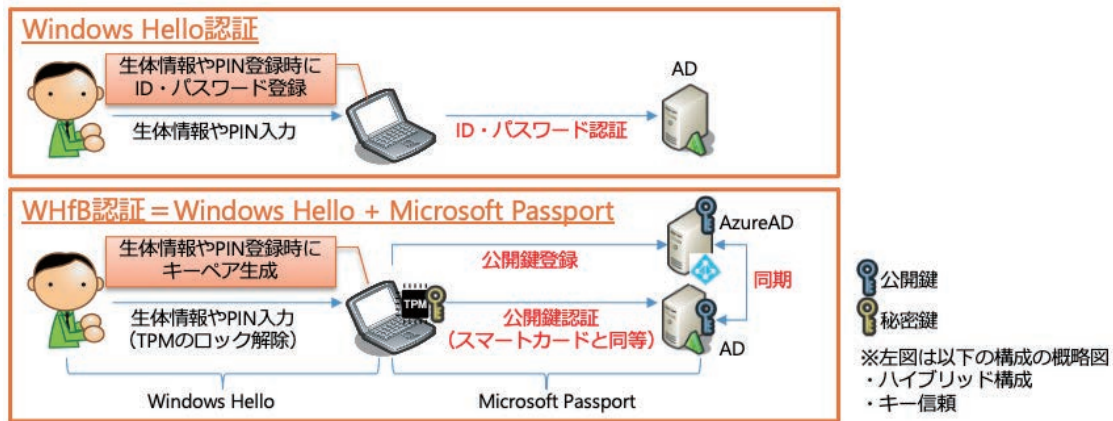 Windows Hello認証
生体情報やPIN登録時に
ID・パスワード登録
生体情報やPIN入力
ID・パスワード認証
AD
WHfB認証＝Windows Hello + Microsoft Passport
生体情報やPIN登録時に
キーペア生成
生体情報やPIN入力
(TPMのロック解除)
TPM
公開鍵登録
公開鍵認証
(スマートカードと同等)
AzureAD
同期
AD
Windows Hello
Microsoft Passport
公開鍵
秘密鍵
※左図は以下の構成の概略図
・ハイブリッド構成
・キー信頼